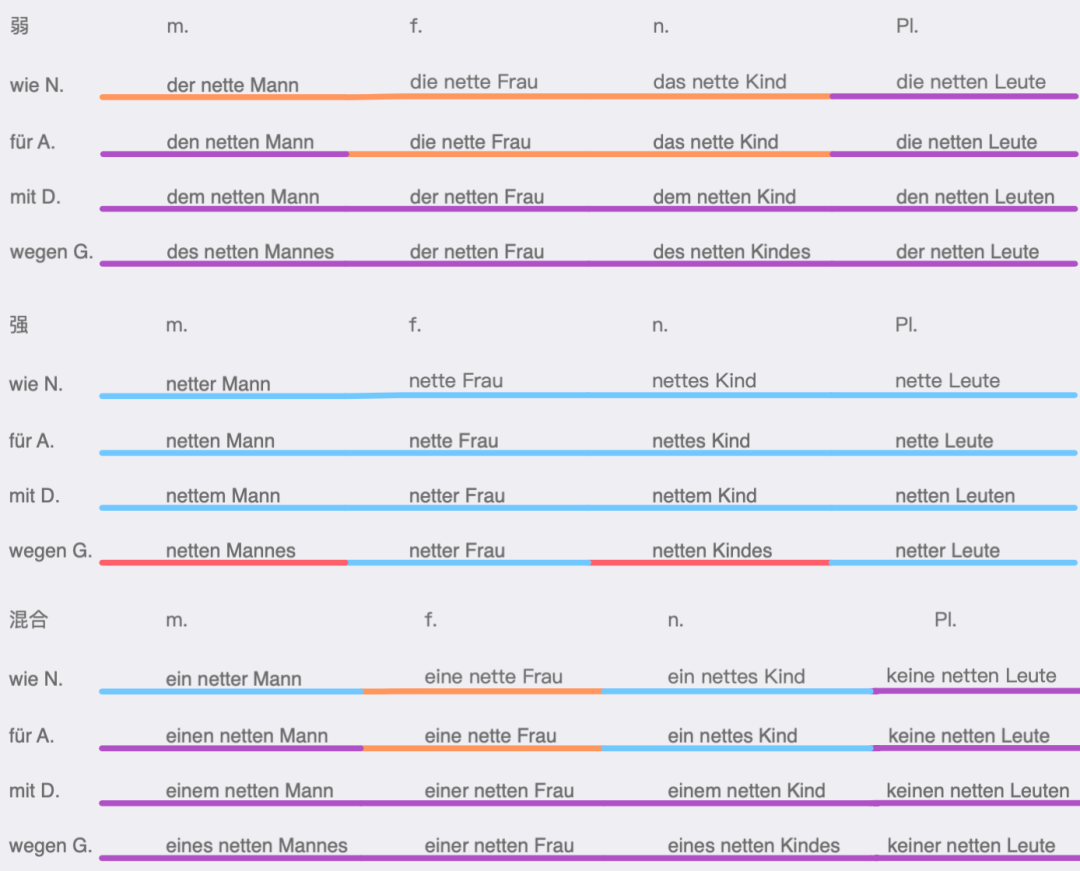 弱 m. f. n. Pl.
wie N. der nette Mann die nette Frau das nette Kind die netten Leute
für A. den netten Mann die nette Frau das nette Kind die netten Leute
mit D. dem netten Mann der netten Frau dem netten Kind den netten Leuten
wegen G. des netten Mannes der netten Frau des netten Kindes der netten Leute
强 m. f. n. Pl.
wie N. netter Mann nette Frau nettes Kind nette Leute
für A. netten Mann nette Frau nettes Kind nette Leute
mit D. nettem Mann netter Frau nettem Kind netten Leuten
wegen G. netten Mannes netter Frau netten Kindes netter Leute
混合 m. f. n. Pl.
wie N. ein netter Mann eine nette Frau ein nettes Kind keine netten Leute
für A. einen netten Mann eine nette Frau ein nettes Kind keine netten Leute
mit D. einem netten Mann einer netten Frau einem netten Kind keinen netten Leuten
wegen G. eines netten Mannes einer netten Frau eines netten Kindes keiner netten Leute